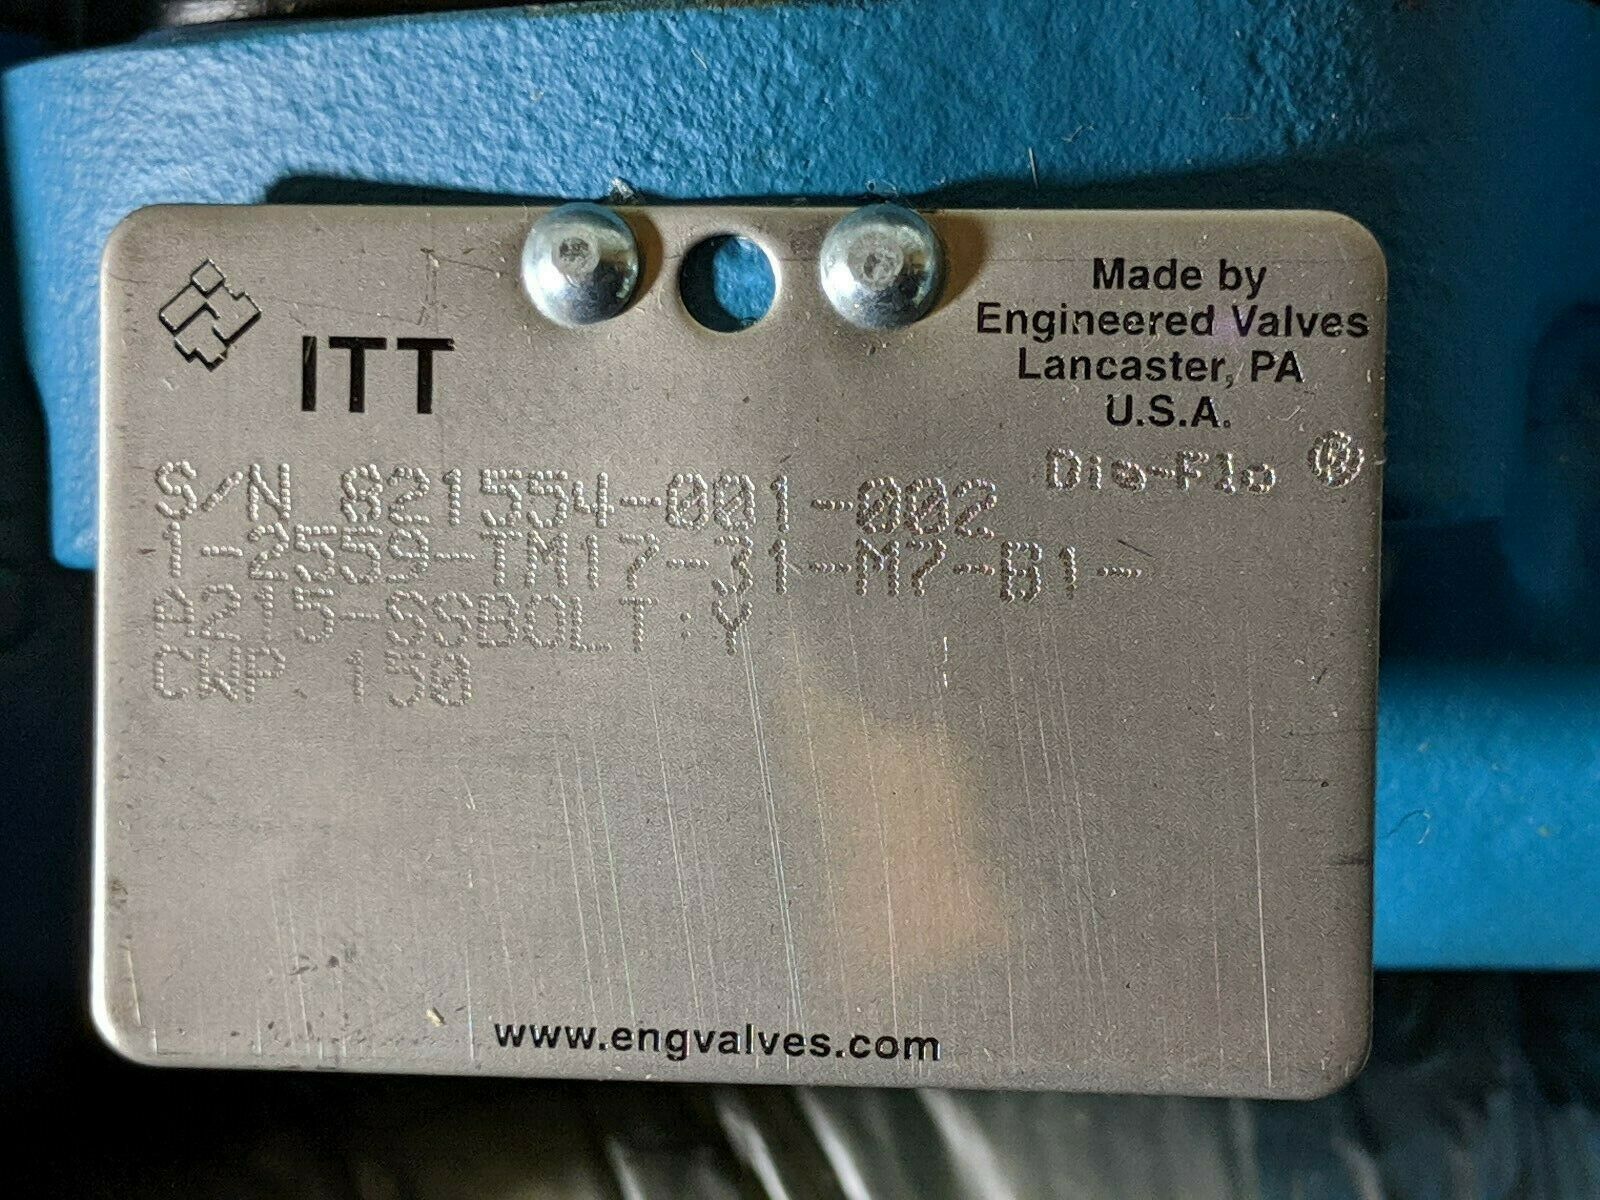 ITT
Made by
Engineered Valves
Lancaster, PA
U.S.A.
Dia-Flo ®
S/N 821554-001-002
1-2559-TM17-31-M7-B1-
SSBOLT:Y
CWP 150
www.engvalves.com